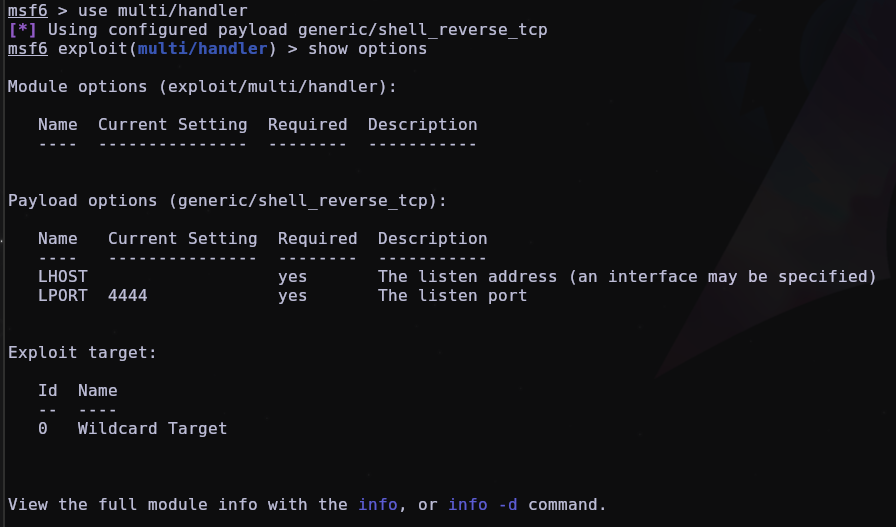 msf6 > use multi/handler
[*] Using configured payload generic/shell_reverse_tcp
msf6 exploit(multi/handler) > show options
Module options (exploit/multi/handler):
Name  Current Setting  Required  Description
----  ---------------  --------  -----------
Payload options (generic/shell_reverse_tcp):
Name   Current Setting  Required  Description
----   ---------------  --------  -----------
LHOST                   yes       The listen address (an interface may be specified)
LPORT  4444             yes       The listen port
Exploit target:
Id  Name
--  ----
0   Wildcard Target
View the full module info with the info, or info -d command.